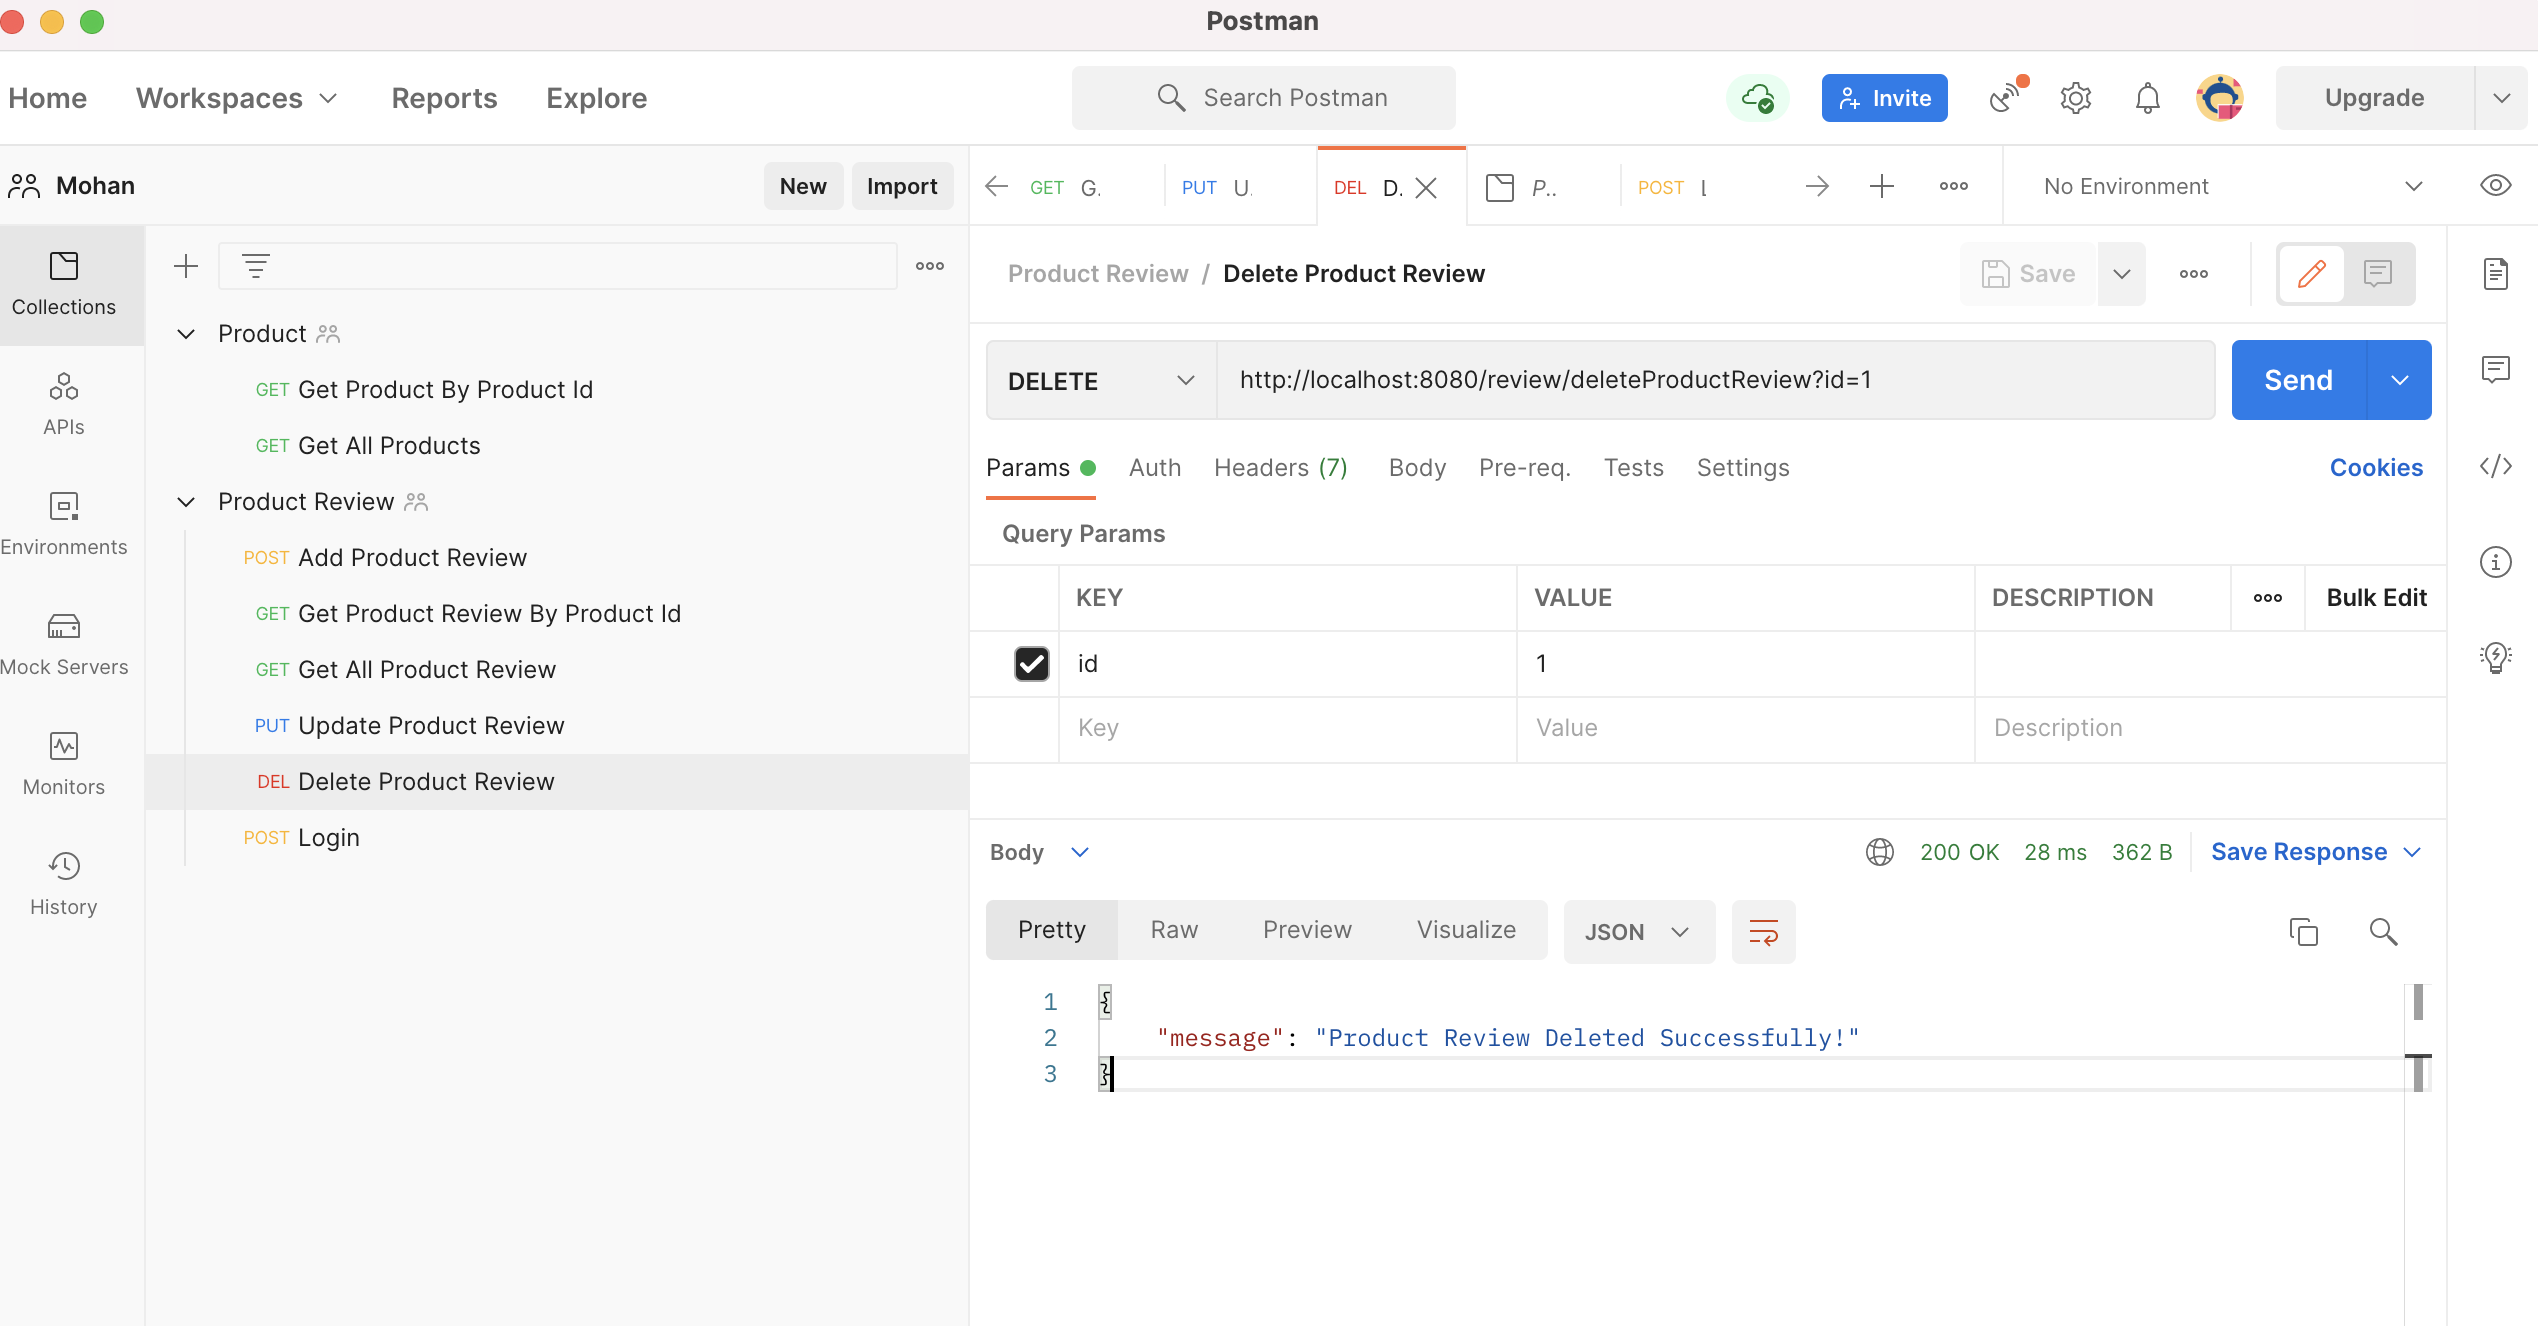 Postman
Home Workspaces Reports Explore Search Postman Invite Upgrade
Mohan New Import GET G. PUT U. DEL D. P.. POST No Environment
Collections
APIs
Environments
Mock Servers
Monitors
History
Product
GET Get Product By Product Id
GET Get All Products
Product Review
POST Add Product Review
GET Get Product Review By Product Id
GET Get All Product Review
PUT Update Product Review
DEL Delete Product Review
POST Login
Product Review / Delete Product Review Save
DELETE http://localhost:8080/review/deleteProductReview?id=1 Send
Params Auth Headers (7) Body Pre-req. Tests Settings Cookies
Query Params
KEY VALUE DESCRIPTION Bulk Edit
id 1
Key Value Description
Body 200 OK 28 ms 362 B Save Response
Pretty Raw Preview Visualize JSON
1 {
2 "message": "Product Review Deleted Successfully!"
3 }